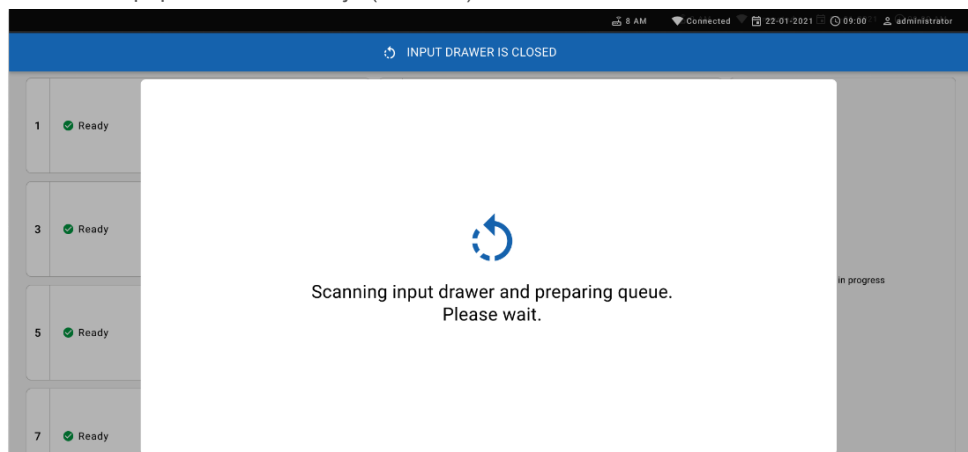 8 AM Connected 22-01-2021 09:00 administrator
INPUT DRAWER IS CLOSED
1 Ready
3 Ready
Scanning input drawer and preparing queue.
Please wait.
in progress
5 Ready
7 Ready